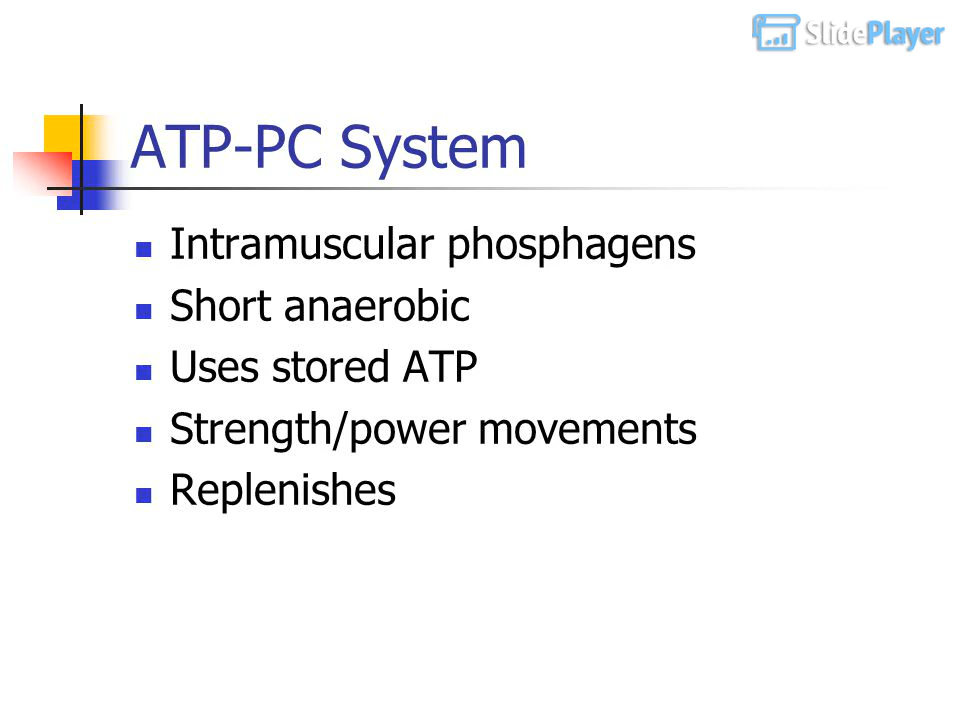 SlidePlayer
ATP-PC System
Intramuscular phosphagens
Short anaerobic
Uses stored ATP
Strength/power movements
Replenishes